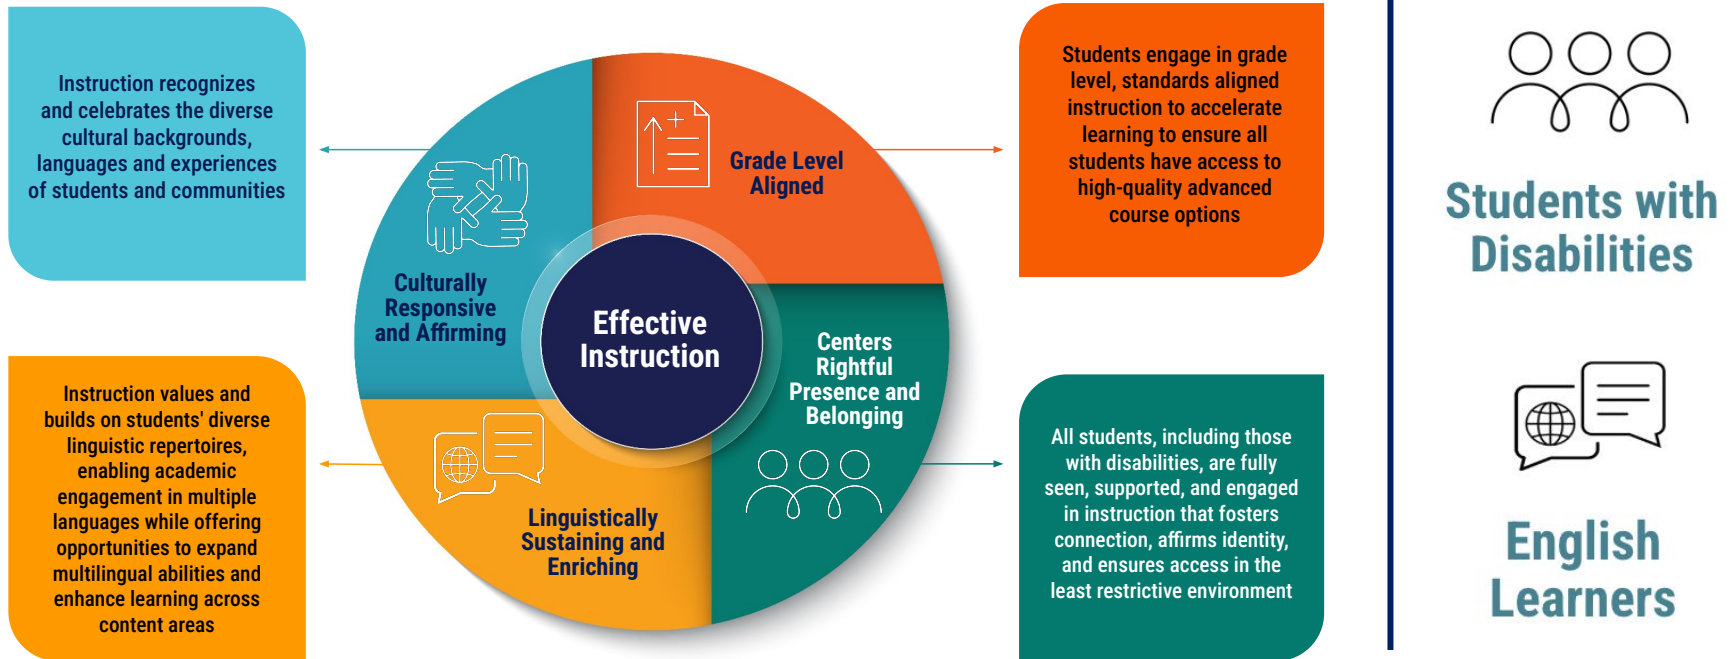 Instruction recognizes
and celebrates the diverse
cultural backgrounds,
languages and experiences
of students and communities
Culturally
Responsive
and Affirming
Grade Level
Aligned
Students engage in grade
level, standards aligned
instruction to accelerate
learning to ensure all
students have access to
high-quality advanced
course options
Effective
Instruction
Instruction values and
builds on students' diverse
linguistic repertoires,
enabling academic
engagement in multiple
languages while offering
opportunities to expand
multilingual abilities and
enhance learning across
content areas
Linguistically
Sustaining and
Enriching
Centers
Rightful
Presence and
Belonging
All students, including those
with disabilities, are fully
seen, supported, and engaged
in instruction that fosters
connection, affirms identity,
and ensures access in the
least restrictive environment
Students with
Disabilities
English
Learners